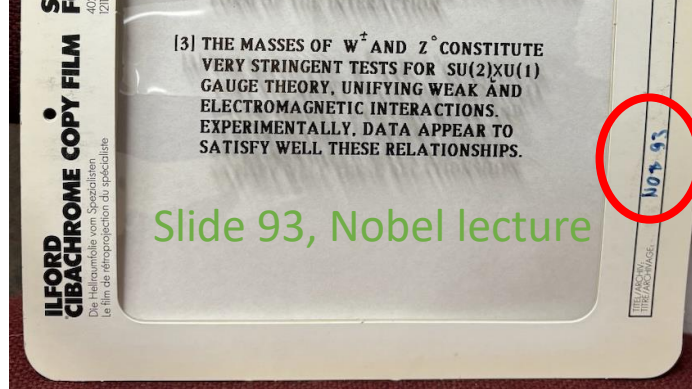 [3] THE MASSES OF W± AND Z° CONSTITUTE
VERY STRINGENT TESTS FOR SU(2)XU(1)
GAUGE THEORY, UNIFYING WEAK AND
ELECTROMAGNETIC INTERACTIONS.
EXPERIMENTALLY, DATA APPEAR TO
SATISFY WELL THESE RELATIONSHIPS.
Slide 93, Nobel lecture
ILFORD
CIBACHROME COPY FILM
Die Hellraumfolie vom Spezialisten
Le film de rétroprojection du spécialiste
NOB 93
TITEL/ARCHIV:
TITRE/ARCHIVAGE: